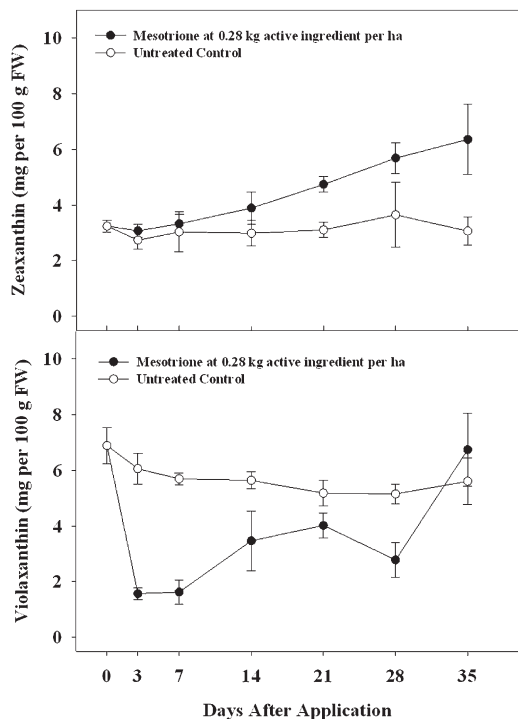 Zeaxanthin (mg per 100 g FW)
10
8
6
4
2
0
Mesotrione at 0.28 kg active ingredient per ha
Untreated Control
Violaxanthin (mg per 100 g FW)
10
8
6
4
2
0
Mesotrione at 0.28 kg active ingredient per ha
Untreated Control
0 3 7 14 21 28 35
Days After Application